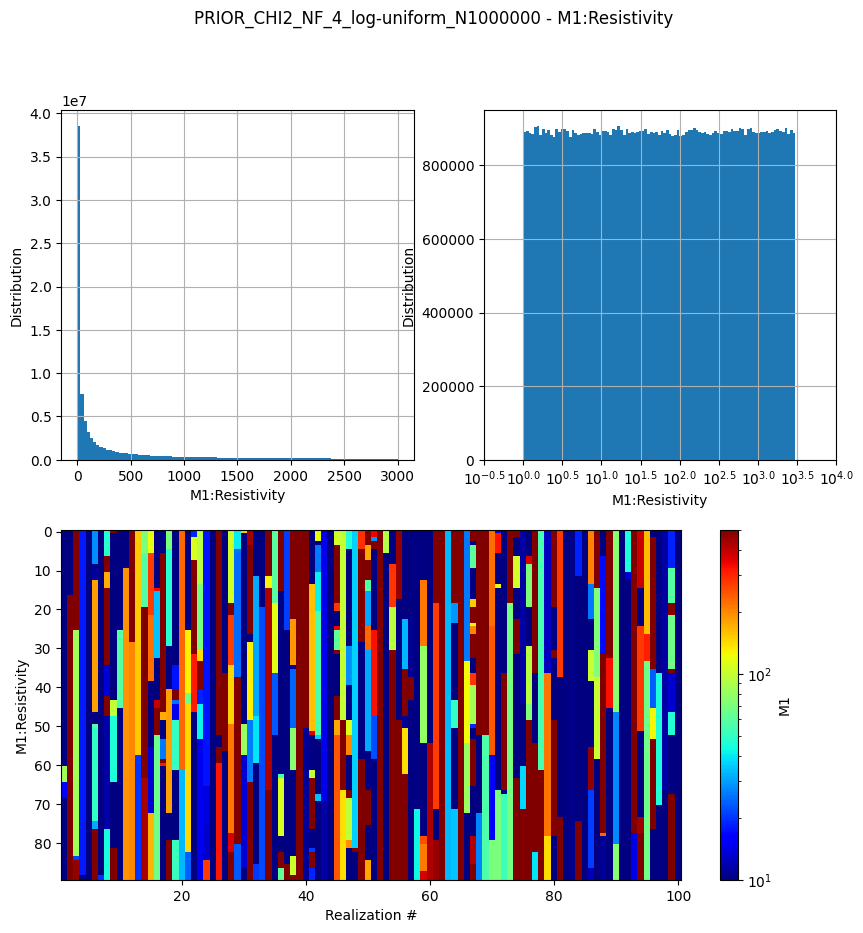 PRIOR_CHI2_NF_4_log-uniform_N1000000 - M1:Resistivity
1e7
4.0
3.5
3.0
2.5
2.0
1.5
1.0
0.5
0.0
Distribution
0 500 1000 1500 2000 2500 3000
M1:Resistivity
800000
600000
400000
200000
0
Distribution
10^-0.5 10^0.0 10^0.5 10^1.0 10^1.5 10^2.0 10^2.5 10^3.0 10^3.5 10^4.0
M1:Resistivity
0
10
20
30
40
50
60
70
80
M1:Resistivity
20 40 60 80 100
Realization #
10^2
10^1
M1